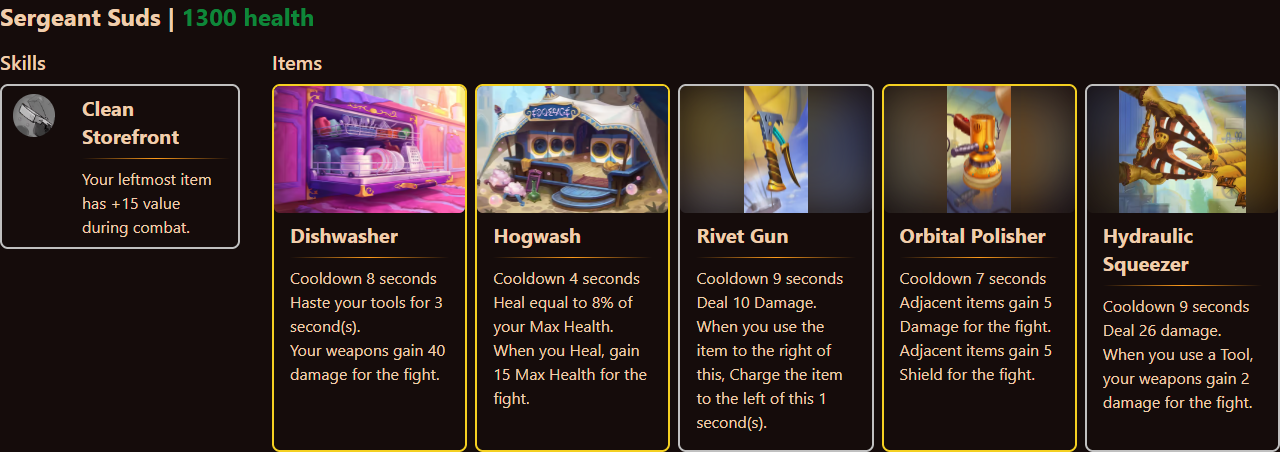 Sergeant Suds | 1300 health
Skills
Clean
Storefront
Your leftmost item
has +15 value
during combat.
Items
Dishwasher
Cooldown 8 seconds
Haste your tools for 3
second(s).
Your weapons gain 40
damage for the fight.
HOGWASH
Hogwash
Cooldown 4 seconds
Heal equal to 8% of
your Max Health.
When you Heal, gain
15 Max Health for the
fight.
Rivet Gun
Cooldown 9 seconds
Deal 10 Damage.
When you use the
item to the right of
this, Charge the item
to the left of this 1
second(s).
Orbital Polisher
Cooldown 7 seconds
Adjacent items gain 5
Damage for the fight.
Adjacent items gain 5
Shield for the fight.
Hydraulic
Squeezer
Cooldown 9 seconds
Deal 26 damage.
When you use a Tool,
your weapons gain 2
damage for the fight.